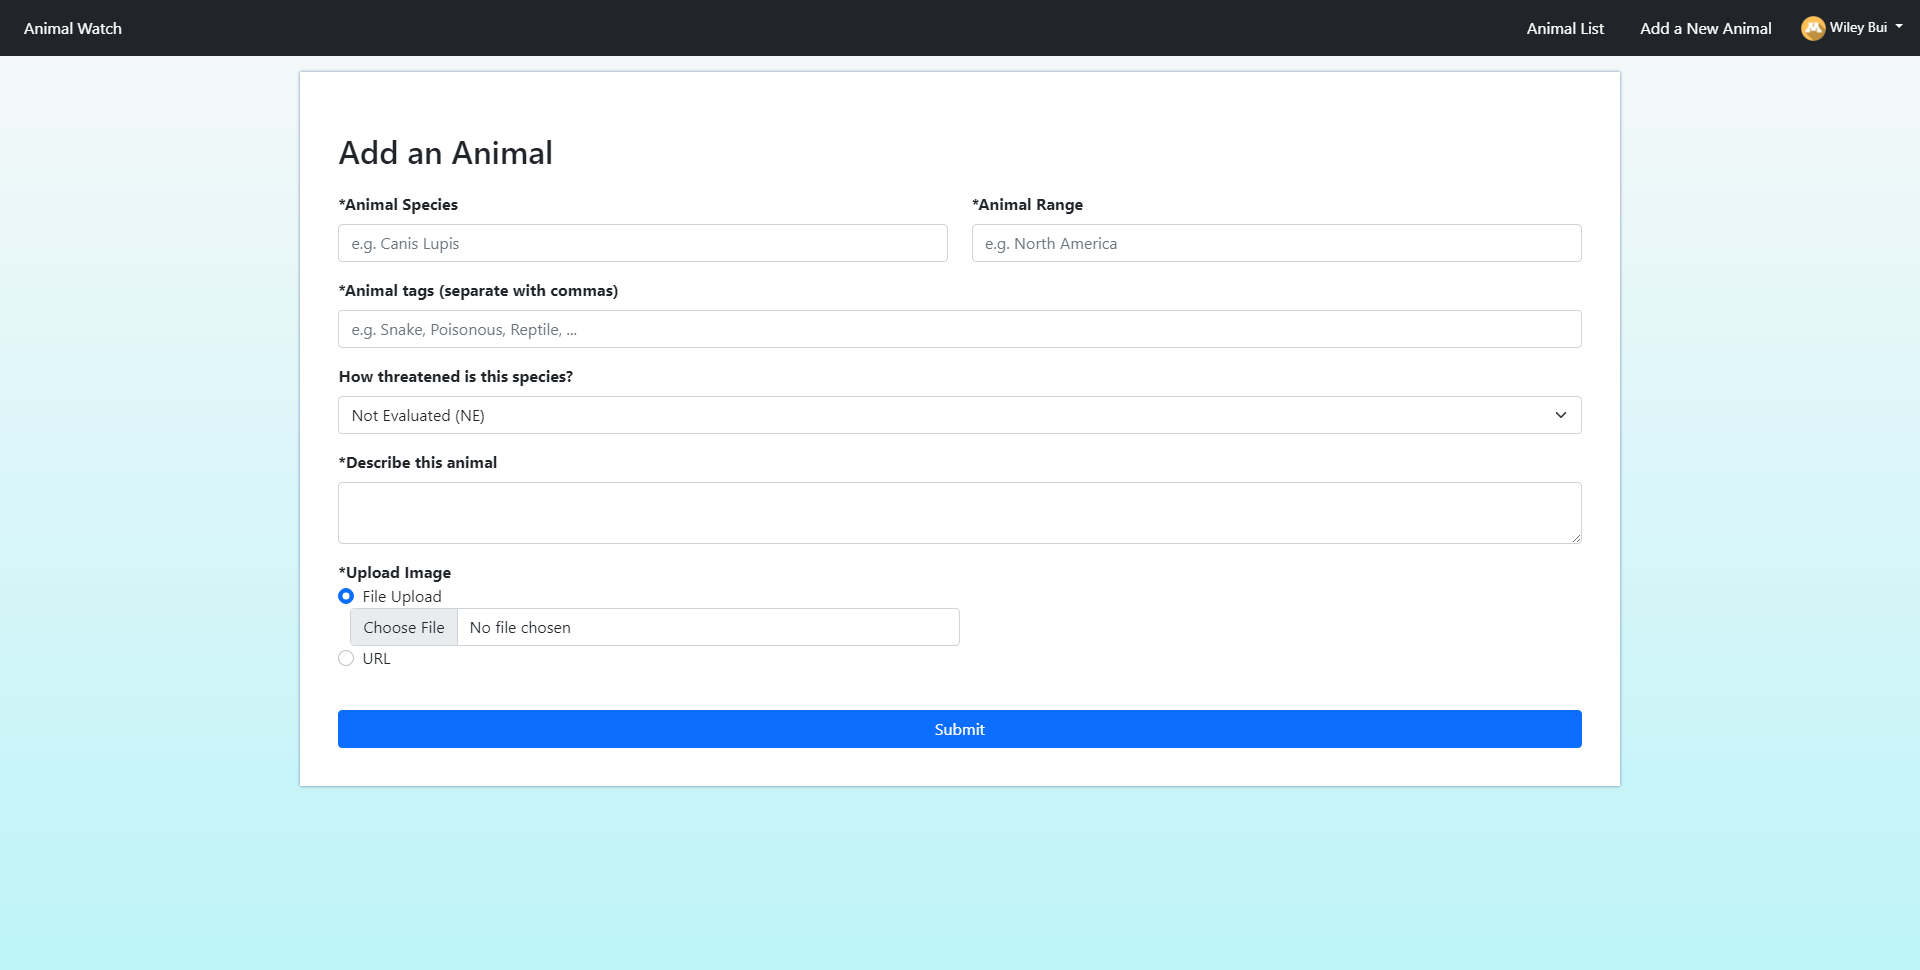 Animal Watch
Animal List
Add a New Animal
Wiley Bui
Add an Animal
*Animal Species
*Animal Range
e.g. Canis Lupis
e.g. North America
*Animal tags (separate with commas)
e.g. Snake, Poisonous, Reptile, ...
How threatened is this species?
Not Evaluated (NE)
*Describe this animal
*Upload Image
File Upload
Choose File
No file chosen
URL
Submit